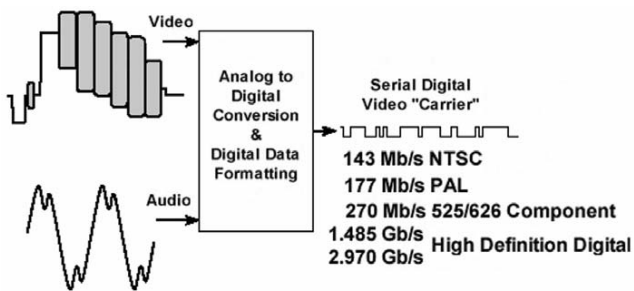 Video
Audio
Analog to
Digital
Conversion
&
Digital Data
Formatting
Serial Digital
Video "Carrier"
143 Mb/s NTSC
177 Mb/s PAL
270 Mb/s 525/626 Component
1.485 Gb/s
2.970 Gb/s
High Definition Digital